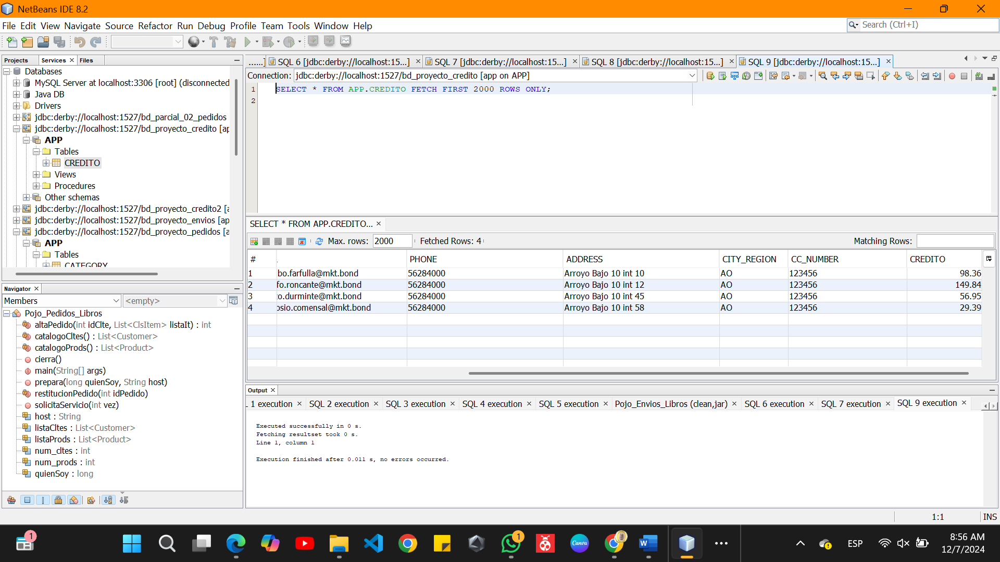 NetBeans IDE 8.2
File Edit View Navigate Source Refactor Run Debug Profile Team Tools Window Help
Search (Ctrl+I)
Projects Services Files
Databases
MySQL Server at localhost:3306 [root] (disconnected
Java DB
Drivers
jdbc:derby://localhost:1527/bd_parcial_02_pedidos
jdbc:derby://localhost:1527/bd_proyecto_credito [ap
APP
Tables
CREDITO
Views
Procedures
Other schemas
jdbc:derby://localhost:1527/bd_proyecto_credito2 [a
jdbc:derby://localhost:1527/bd_proyecto_envios [ap
jdbc:derby://localhost:1527/bd_proyecto_pedidos [a
APP
Tables
CATEGORY
Navigator
Members <empty>
Pojo_Pedidos_Libros
altaPedido(int idClte, List<ClsItem> listaIt) : int
catalogoCltes() : List<Customer>
catalogoProds() : List<Product>
cierra()
main(String[] args)
prepara(long quienSoy, String host)
restitucionPedido(int idPedido)
solicitaServicio(int vez)
host : String
listaCltes : List<Customer>
listaProds : List<Product>
num_cltes : int
num_prods : int
quienSoy : long
......] SQL 6 [jdbc:derby://localhost:15...] SQL 7 [jdbc:derby://localhost:15...] SQL 8 [jdbc:derby://localhost:15...] SQL 9 [jdbc:derby://localhost:15...]
Connection: jdbc:derby://localhost:1527/bd_proyecto_credito [app on APP]
1 SELECT * FROM APP.CREDITO FETCH FIRST 2000 ROWS ONLY;
2
SELECT * FROM APP.CREDITO...
Max. rows: 2000 Fetched Rows: 4 Matching Rows:
# PHONE ADDRESS CITY_REGION CC_NUMBER CREDITO
1 bo.farfulla@mkt.bond 56284000 Arroyo Bajo 10 int 10 AO 123456 98.36
2 fo.roncante@mkt.bond 56284000 Arroyo Bajo 10 int 12 AO 123456 149.84
3 to.durminte@mkt.bond 56284000 Arroyo Bajo 10 int 45 AO 123456 56.95
4 osio.comensal@mkt.bond 56284000 Arroyo Bajo 10 int 58 AO 123456 29.39
Output
1 execution SQL 2 execution SQL 3 execution SQL 4 execution SQL 5 execution Pojo_Envios_Libros (clean,jar) SQL 6 execution SQL 7 execution SQL 9 execution
Executed successfully in 0 s.
Fetching resultset took 0 s.
Line 1, column 1
Execution finished after 0.011 s, no errors occurred.
1:1 INS
1
1
Canva
W
ESP
8:56 AM
12/7/2024